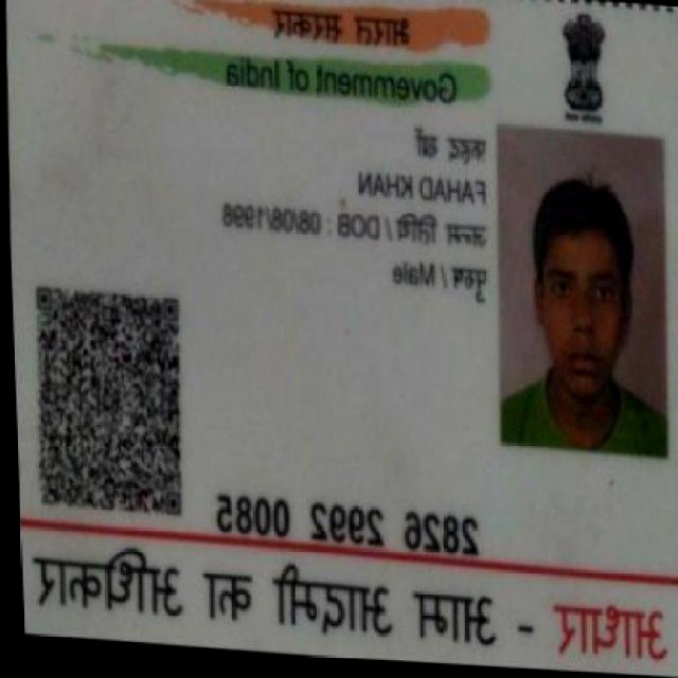 भारत सरकार
Government of India
फहद खाँ
FAHAD KHAN
जन्म तिथि / DOB : 08/08/1998
पुरुष / Male
2826 2992 0085
आधार - आम आदमी का अधिकार